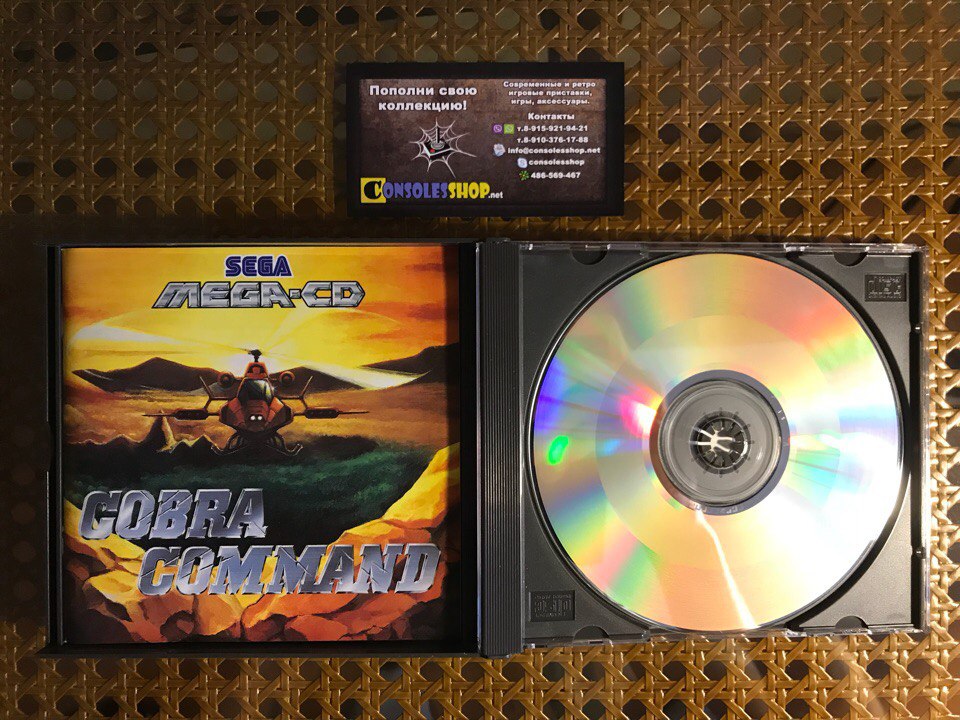 Пополни свою
коллекцию!
Современные и ретро
игровые приставки,
игры, аксессуары.
Контакты
т.8-915-921-94-21
т.8-910-376-17-88
info@consolesshop.net
consolesshop
486-569-467
CONSOLESSHOP.net
SEGA
MEGA-CD
COBRA
COMMAND